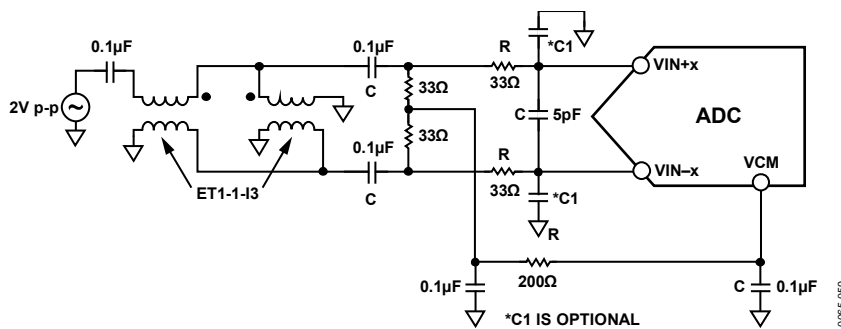 0.1µF
2V p-p
ET1-1-I3
0.1µF
C
33Ω
33Ω
0.1µF
C
R
33Ω
*C1
C
5pF
R
33Ω
*C1
R
VIN+x
ADC
VIN–x
VCM
0.1µF
200Ω
C
0.1µF
*C1 IS OPTIONAL